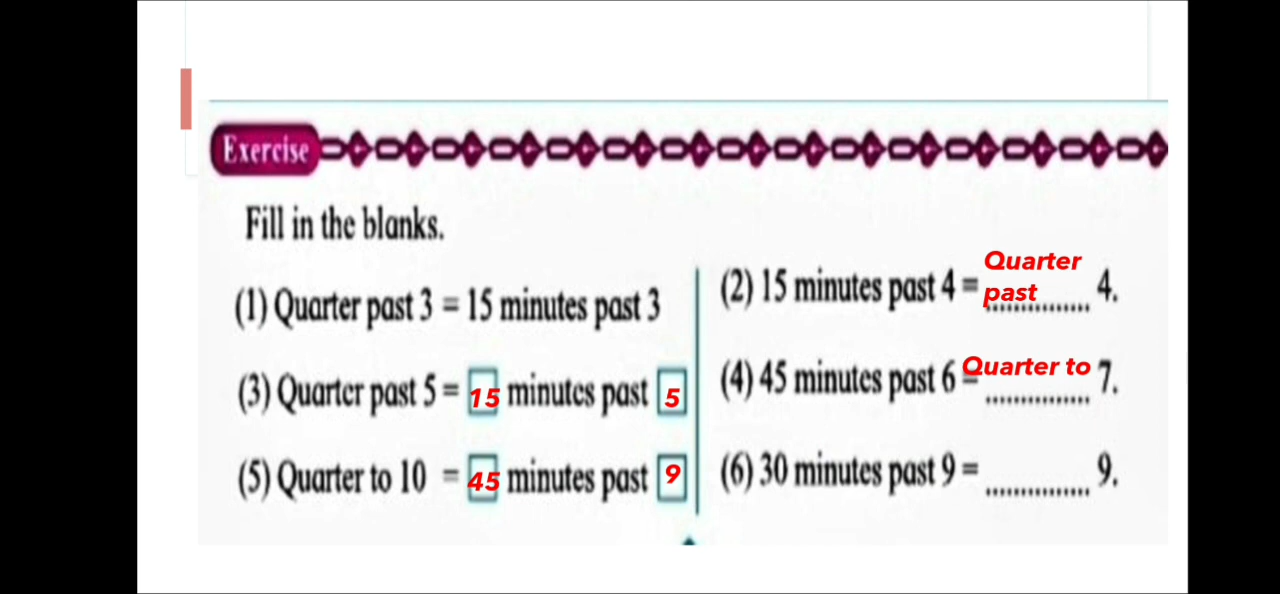 Exercise
Fill in the blanks.
(1) Quarter past 3 = 15 minutes past 3
(2) 15 minutes past 4 = Quarter past ............... 4.
(3) Quarter past 5 = 15 minutes past 5
(4) 45 minutes past 6 = Quarter to ............... 7.
(5) Quarter to 10 = 45 minutes past 9
(6) 30 minutes past 9 = ............... 9.